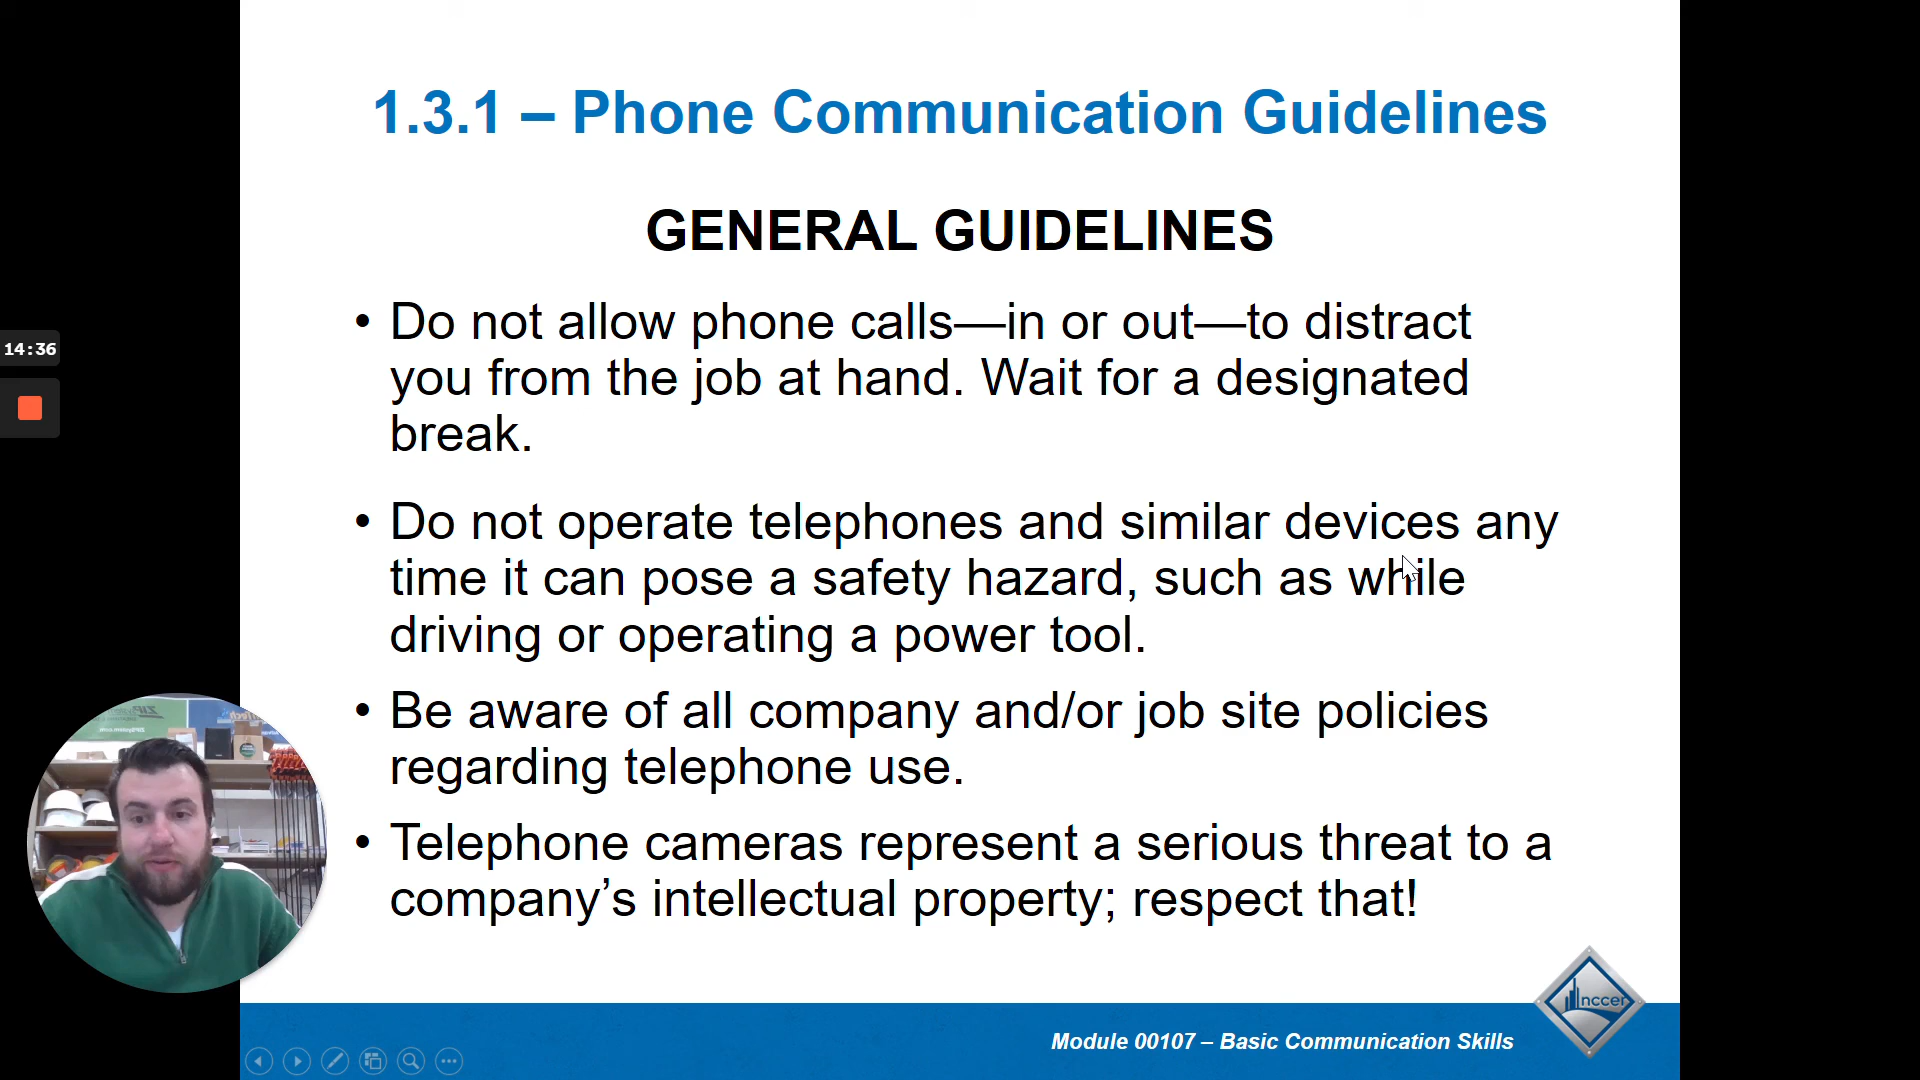 1.3.1 – Phone Communication Guidelines
GENERAL GUIDELINES
• Do not allow phone calls—in or out—to distract
you from the job at hand. Wait for a designated
break.
• Do not operate telephones and similar devices any
time it can pose a safety hazard, such as while
driving or operating a power tool.
• Be aware of all company and/or job site policies
regarding telephone use.
• Telephone cameras represent a serious threat to a
company’s intellectual property; respect that!
14:36
nccer
Module 00107 – Basic Communication Skills